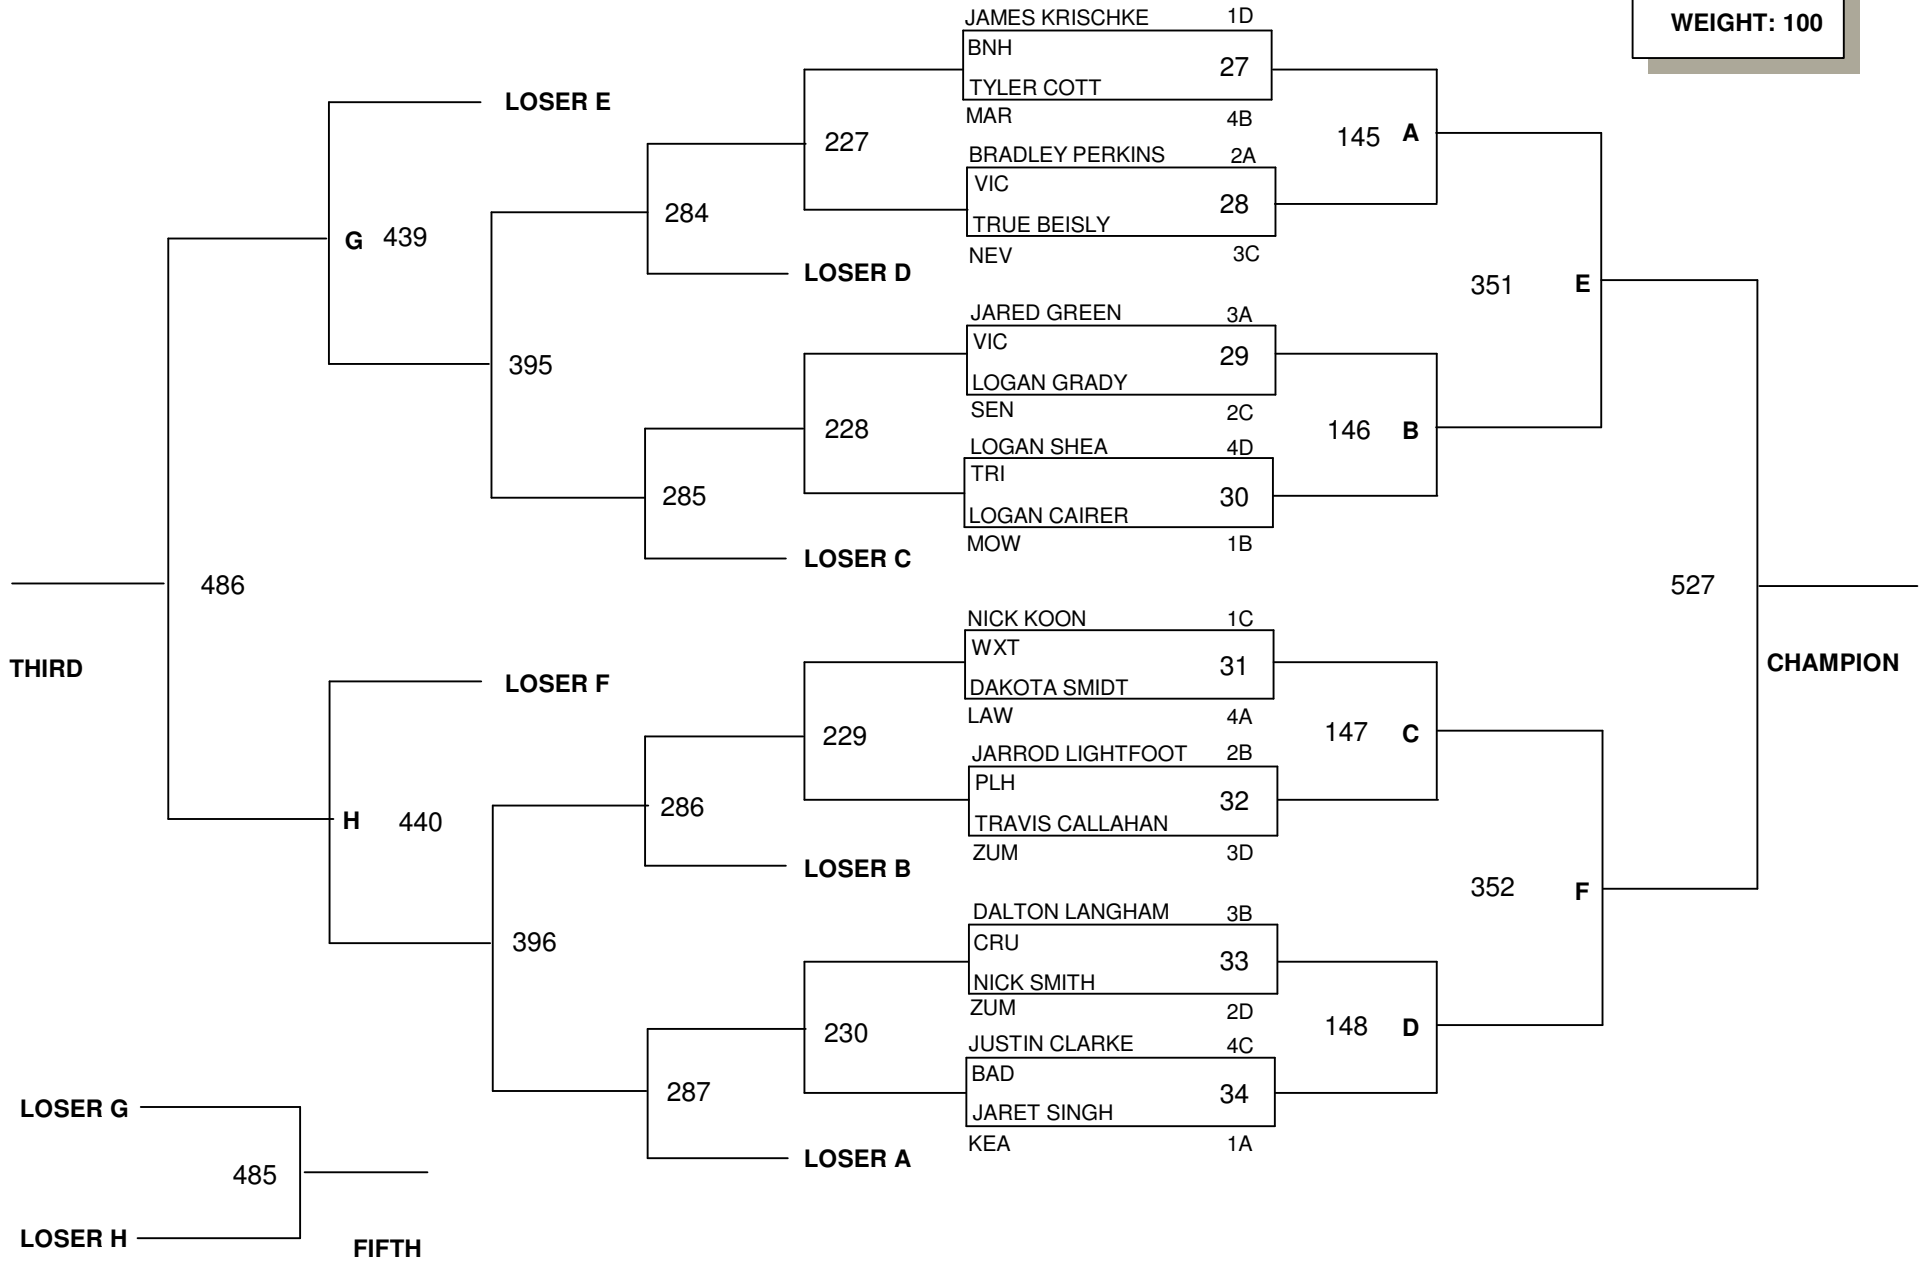 WEIGHT: 100
JAMES KRISCHKE 1D
BNH
27
TYLER COTT
MAR 4B
BRADLEY PERKINS 2A
VIC
28
TRUE BEISLY
NEV 3C
JARED GREEN 3A
VIC
29
LOGAN GRADY
SEN 2C
LOGAN SHEA 4D
TRI
30
LOGAN CAIRER
MOW 1B
NICK KOON 1C
WXT
31
DAKOTA SMIDT
LAW 4A
JARROD LIGHTFOOT 2B
PLH
32
TRAVIS CALLAHAN
ZUM 3D
DALTON LANGHAM 3B
CRU
33
NICK SMITH
ZUM 2D
JUSTIN CLARKE 4C
BAD
34
JARET SINGH
KEA 1A
145 A
146 B
147 C
148 D
351 E
352 F
527
CHAMPION
227
228
229
230
284
LOSER D
285
LOSER C
286
LOSER B
287
LOSER A
395
396
LOSER E
G 439
LOSER F
H 440
486
THIRD
LOSER G
485
LOSER H
FIFTH